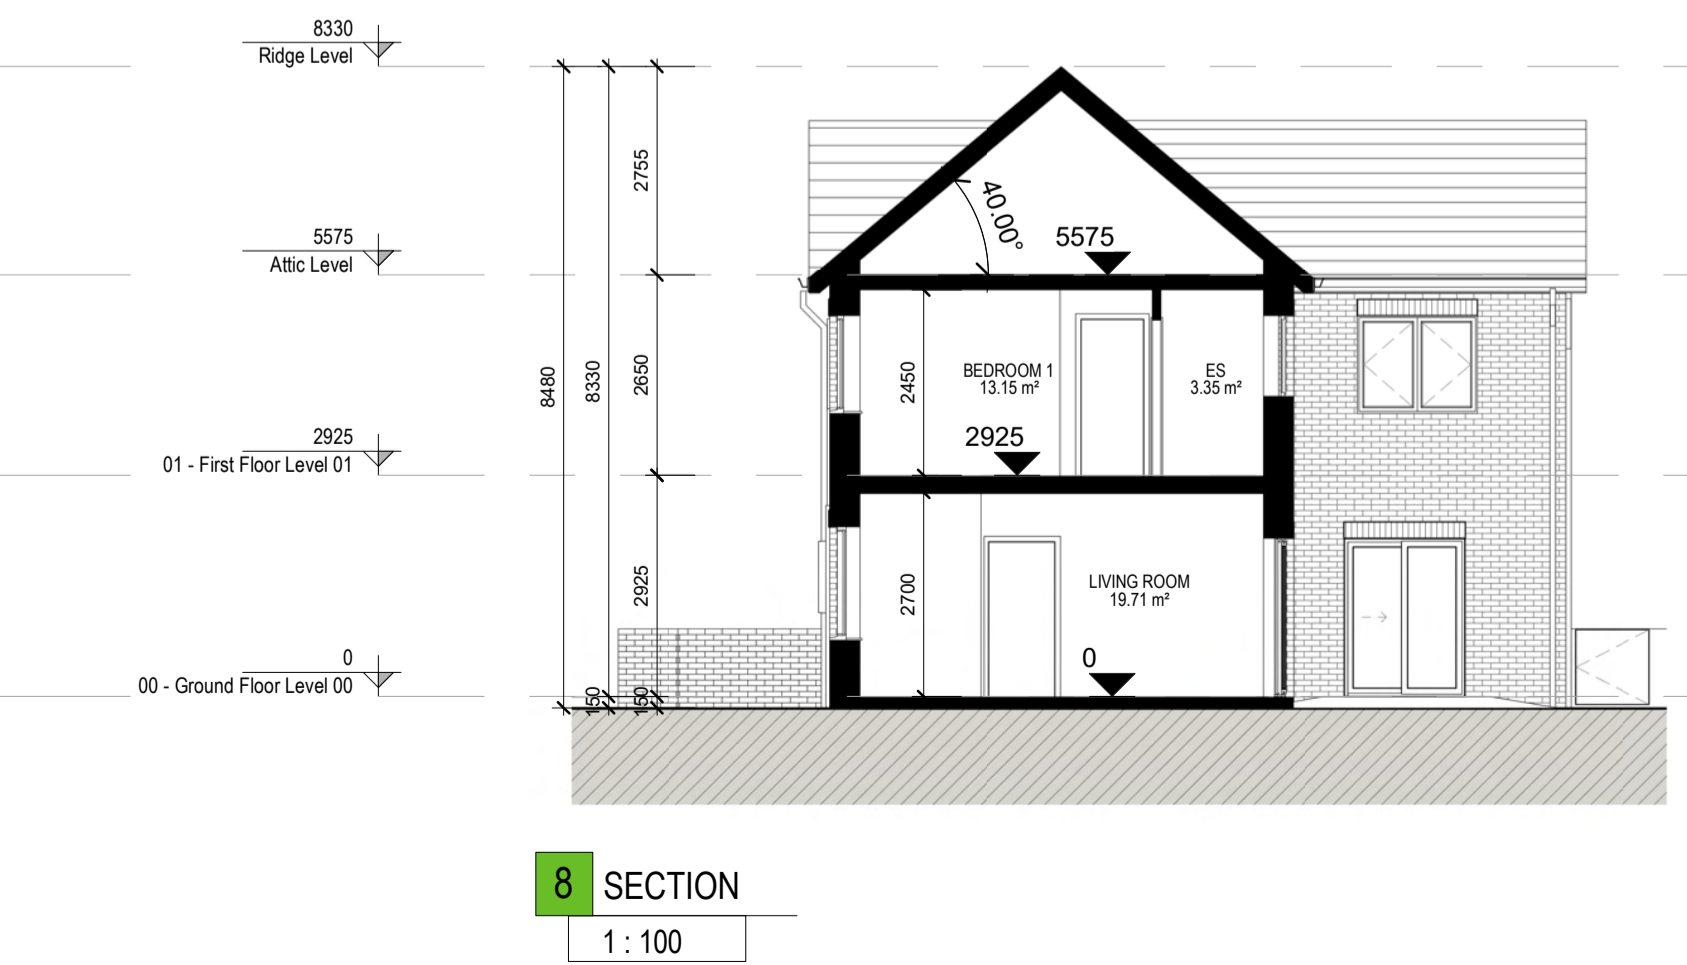 8330
Ridge Level
5575
Attic Level
2925
01 - First Floor Level 01
0
00 - Ground Floor Level 00
8480
8330
150
2755
2650
2925
150
40.00°
5575
2450
BEDROOM 1
13.15 m²
ES
3.35 m²
2925
2700
LIVING ROOM
19.71 m²
0
8 SECTION
1 : 100